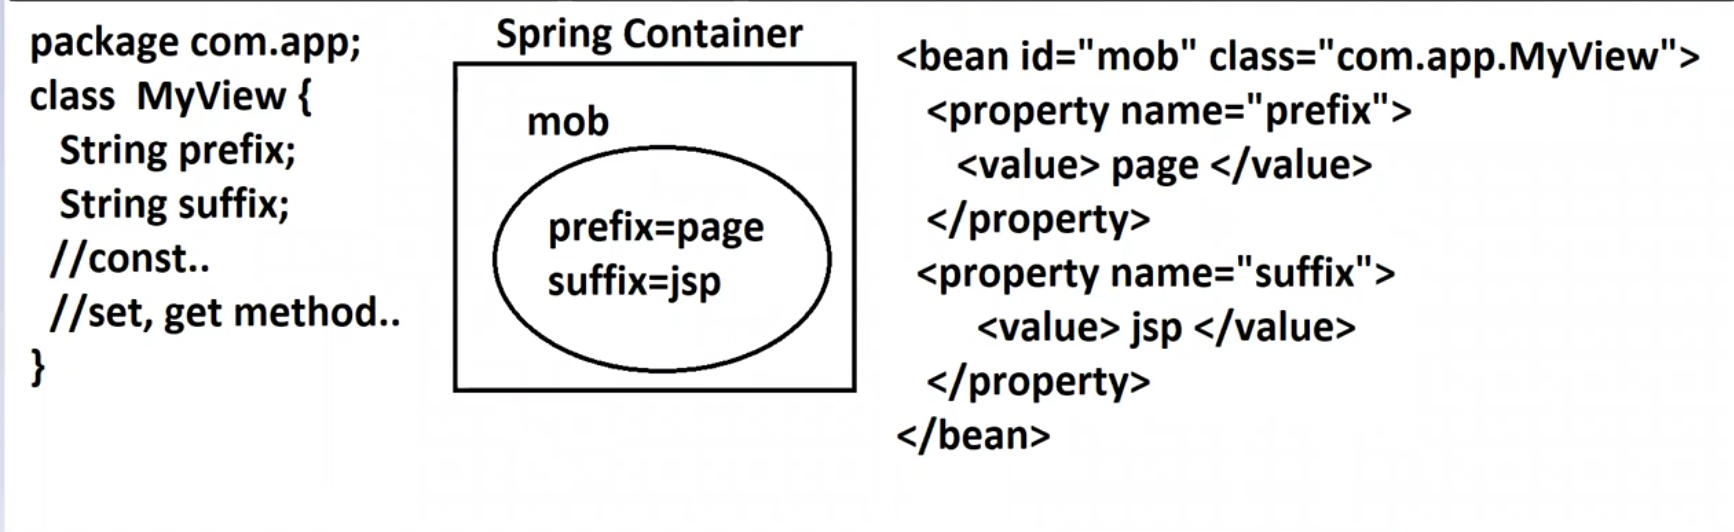 package com.app;
class MyView {
String prefix;
String suffix;
//const..
//set, get method..
}
Spring Container
mob
prefix=page
suffix=jsp
<bean id="mob" class="com.app.MyView">
<property name="prefix">
<value> page </value>
</property>
<property name="suffix">
<value> jsp </value>
</property>
</bean>